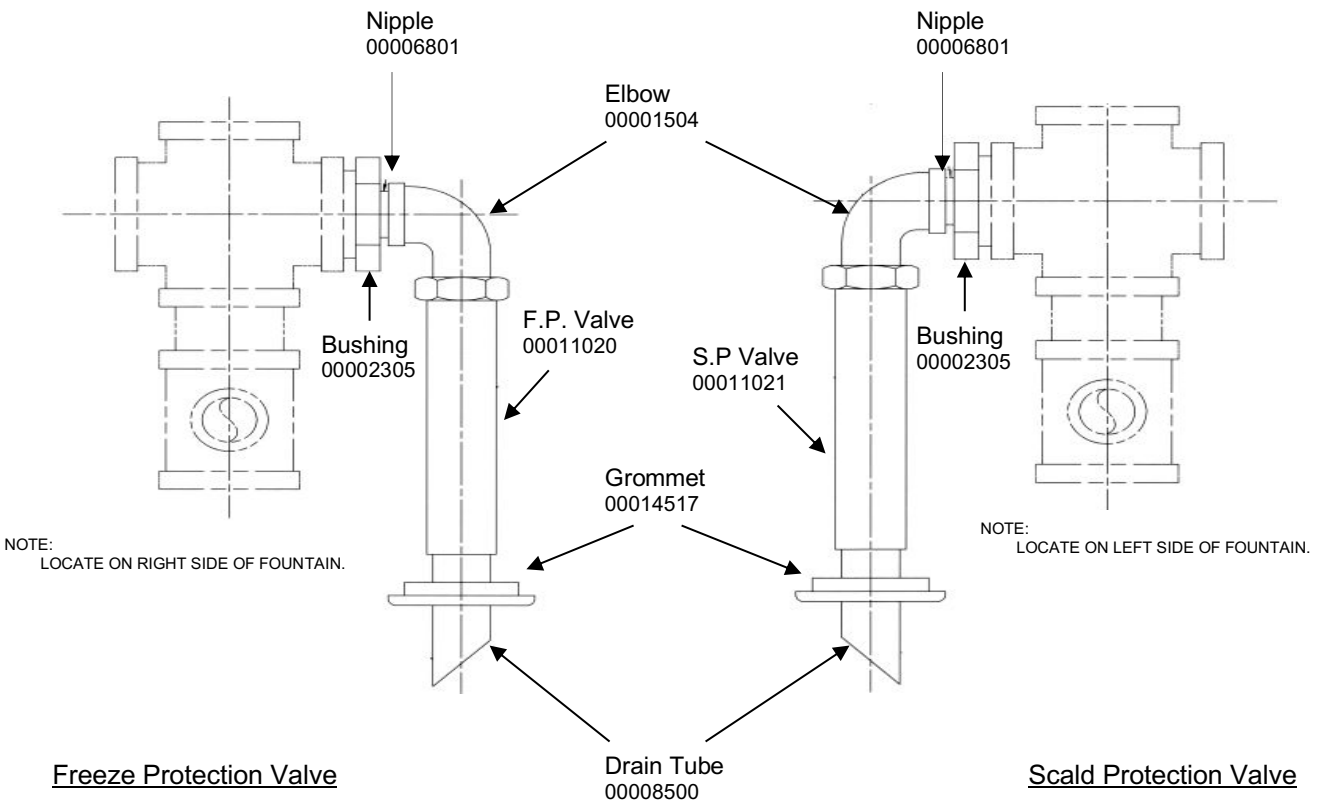 Nipple
00006801
Nipple
00006801
Elbow
00001504
F.P. Valve
00011020
Bushing
00002305
Bushing
00002305
S.P Valve
00011021
Grommet
00014517
NOTE:
LOCATE ON RIGHT SIDE OF FOUNTAIN.
NOTE:
LOCATE ON LEFT SIDE OF FOUNTAIN.
Drain Tube
00008500
Freeze Protection Valve
Scald Protection Valve